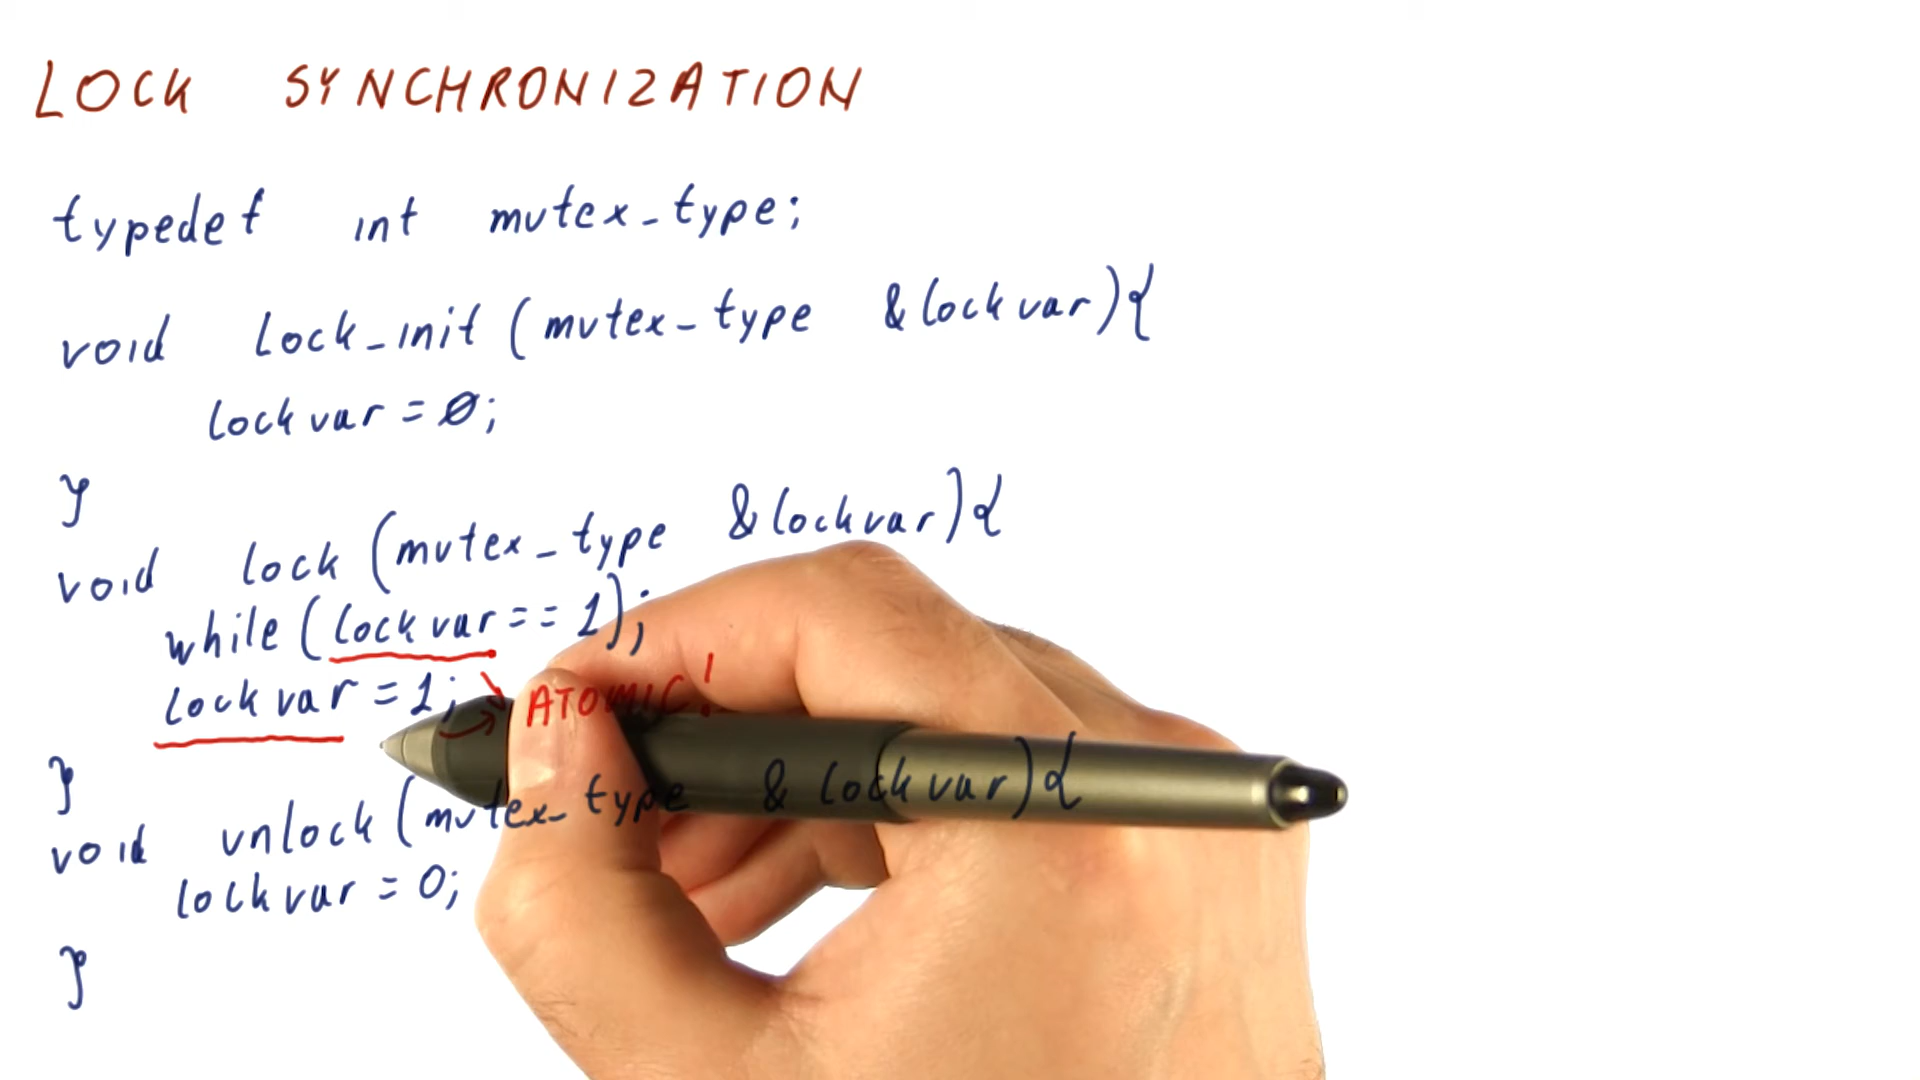 LOCK SYNCHRONIZATION
typedef int mutex_type;
void lock_init (mutex_type &lockvar){
lockvar = 0;
}
void lock (mutex_type &lockvar){
while (lockvar == 1);
lockvar = 1; ATOMIC!
}
void unlock (mutex_type & lockvar){
lockvar = 0;
}